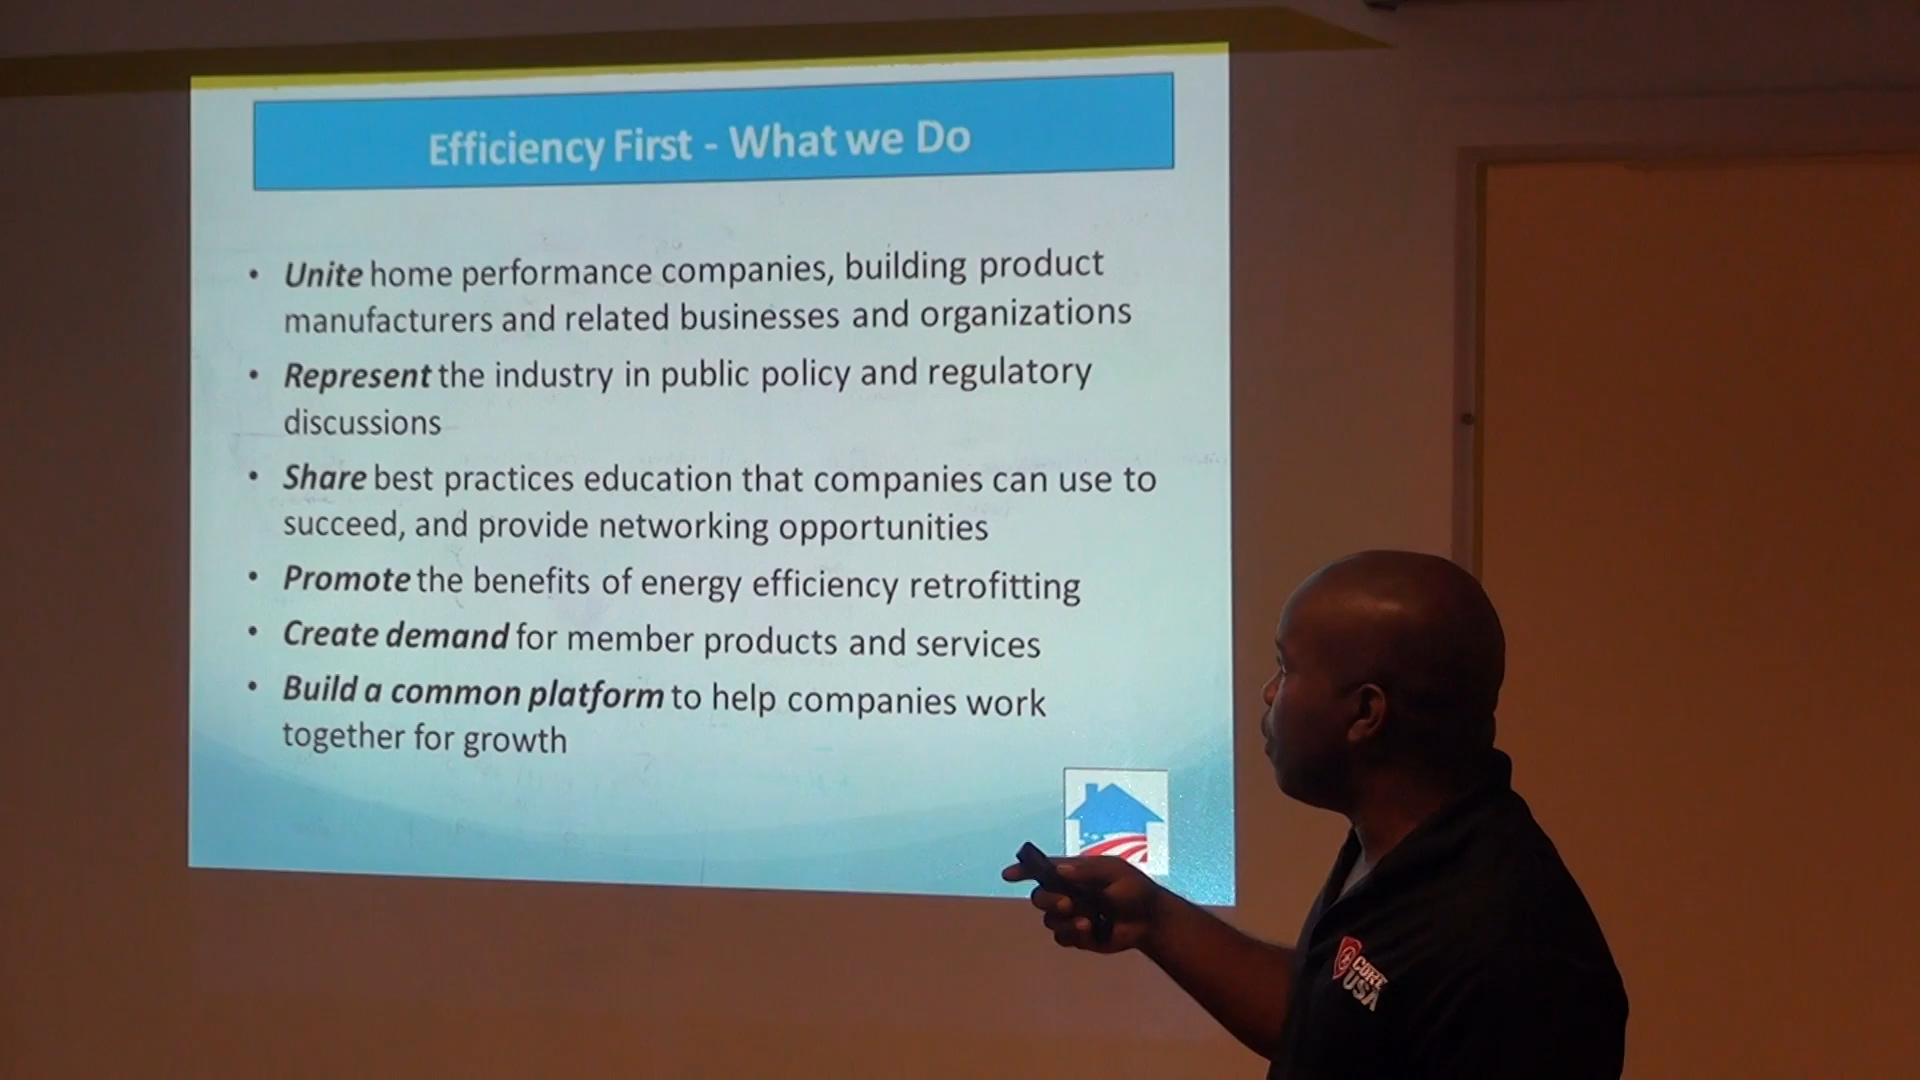 Efficiency First - What we Do
• Unite home performance companies, building product
manufacturers and related businesses and organizations
• Represent the industry in public policy and regulatory
discussions
• Share best practices education that companies can use to
succeed, and provide networking opportunities
• Promote the benefits of energy efficiency retrofitting
• Create demand for member products and services
• Build a common platform to help companies work
together for growth
CORE
USA